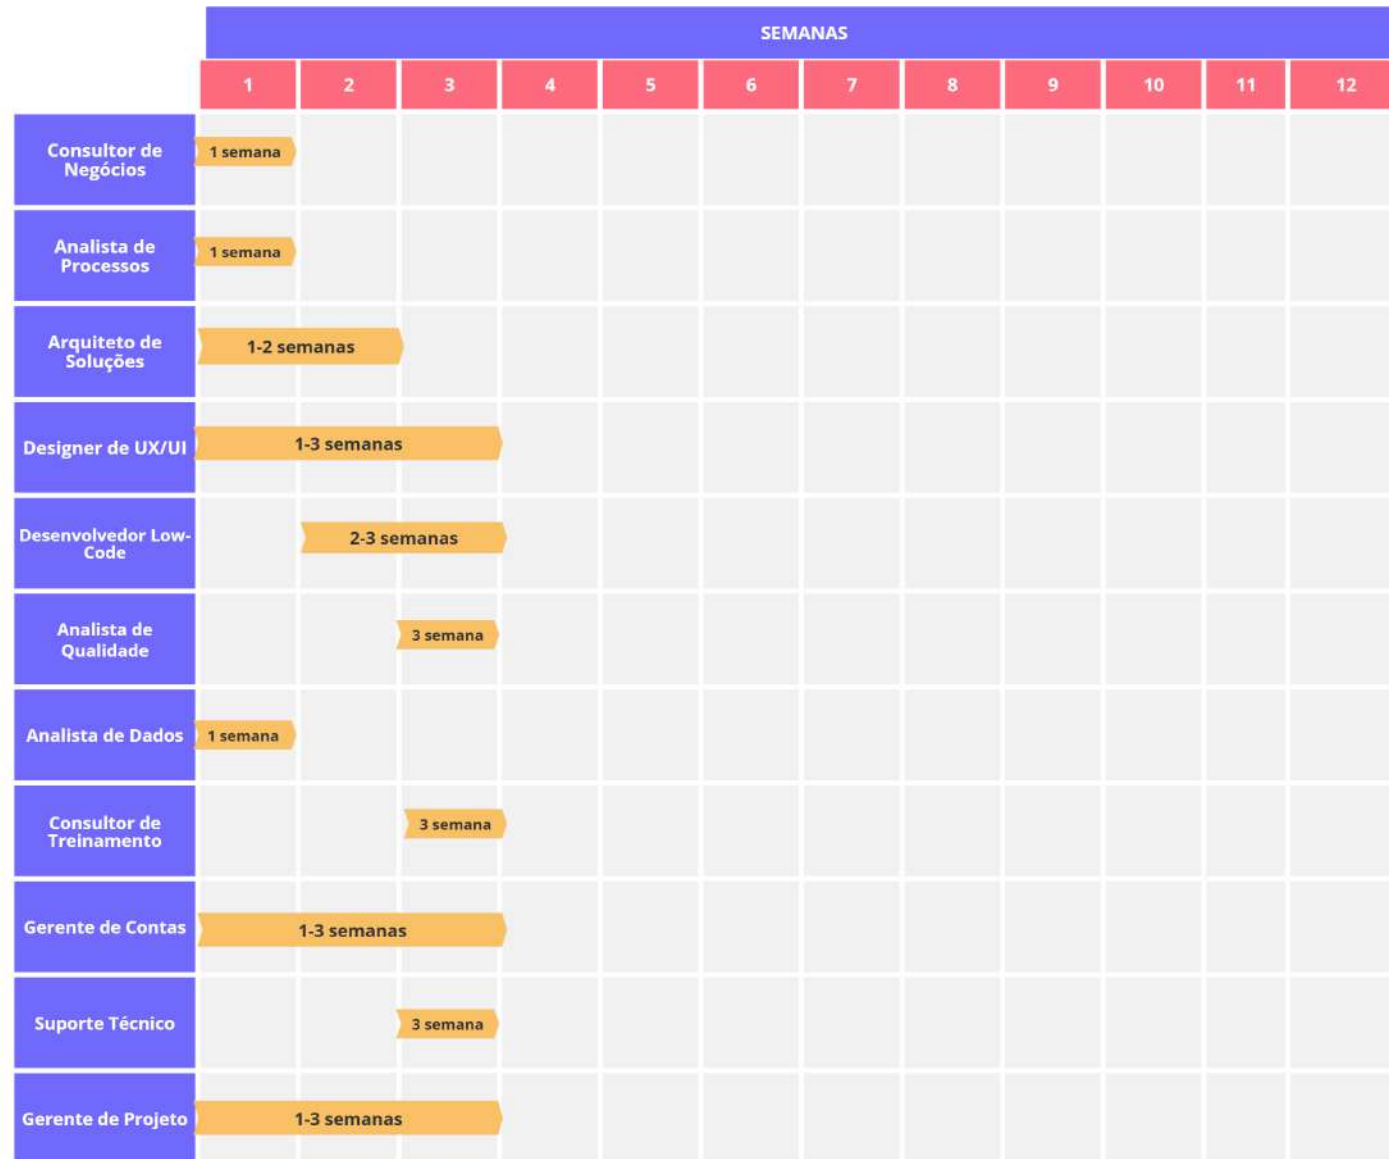 SEMANAS
1 2 3 4 5 6 7 8 9 10 11 12
Consultor de
Negócios
1 semana
Analista de
Processos
1 semana
Arquiteto de
Soluções
1-2 semanas
Designer de UX/UI
1-3 semanas
Desenvolvedor Low-
Code
2-3 semanas
Analista de
Qualidade
3 semana
Analista de Dados
1 semana
Consultor de
Treinamento
3 semana
Gerente de Contas
1-3 semanas
Suporte Técnico
3 semana
Gerente de Projeto
1-3 semanas